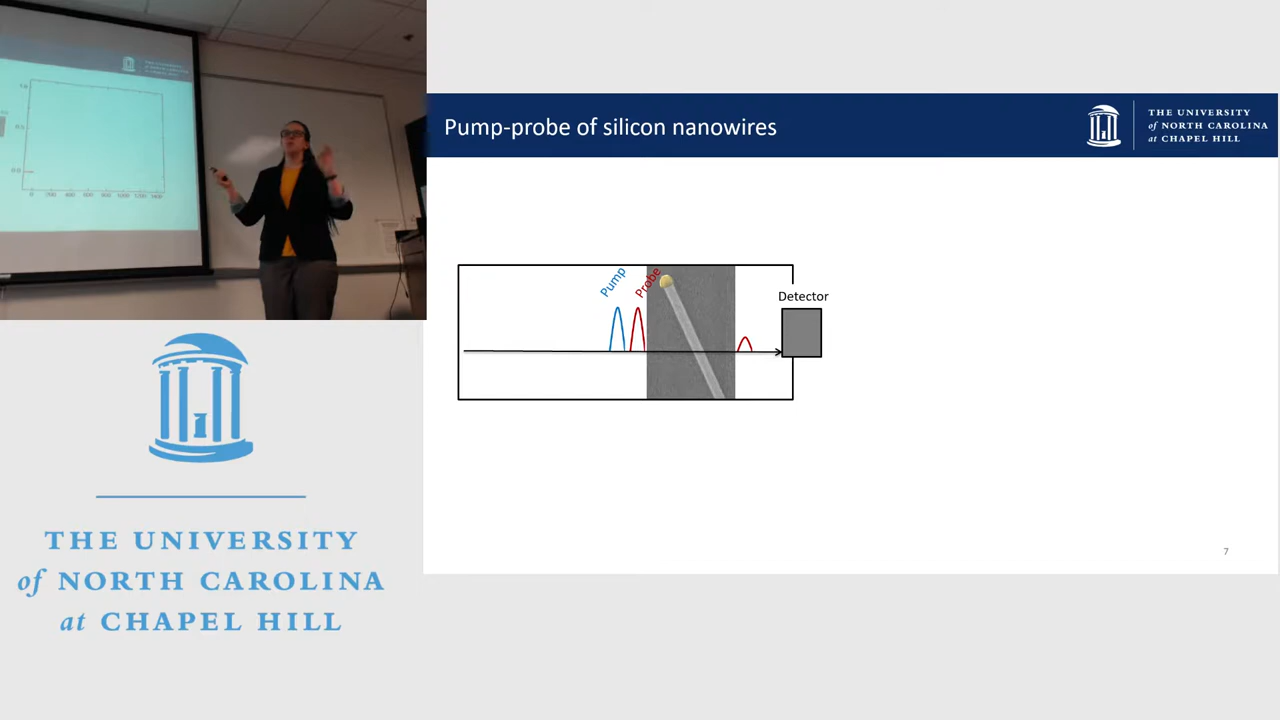 Pump-probe of silicon nanowires
THE UNIVERSITY
of NORTH CAROLINA
at CHAPEL HILL
Pump
Probe
Detector
7
THE UNIVERSITY
of NORTH CAROLINA
at CHAPEL HILL